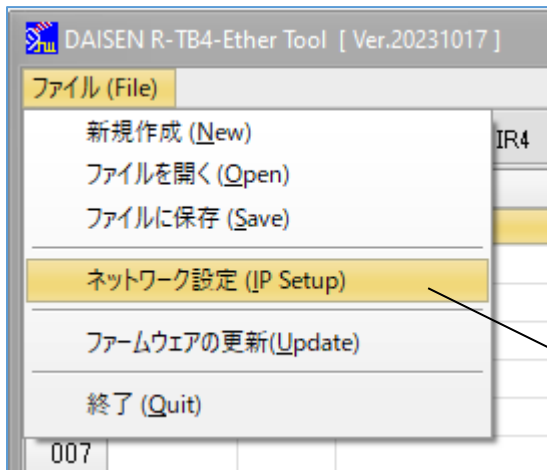 DAISEN R-TB4-Ether Tool [ Ver.20231017 ]
ファイル (File)
新規作成 (New)
IR4
ファイルを開く(Open)
ファイルに保存 (Save)
ネットワーク設定 (IP Setup)
ファームウェアの更新(Update)
終了 (Quit)
007